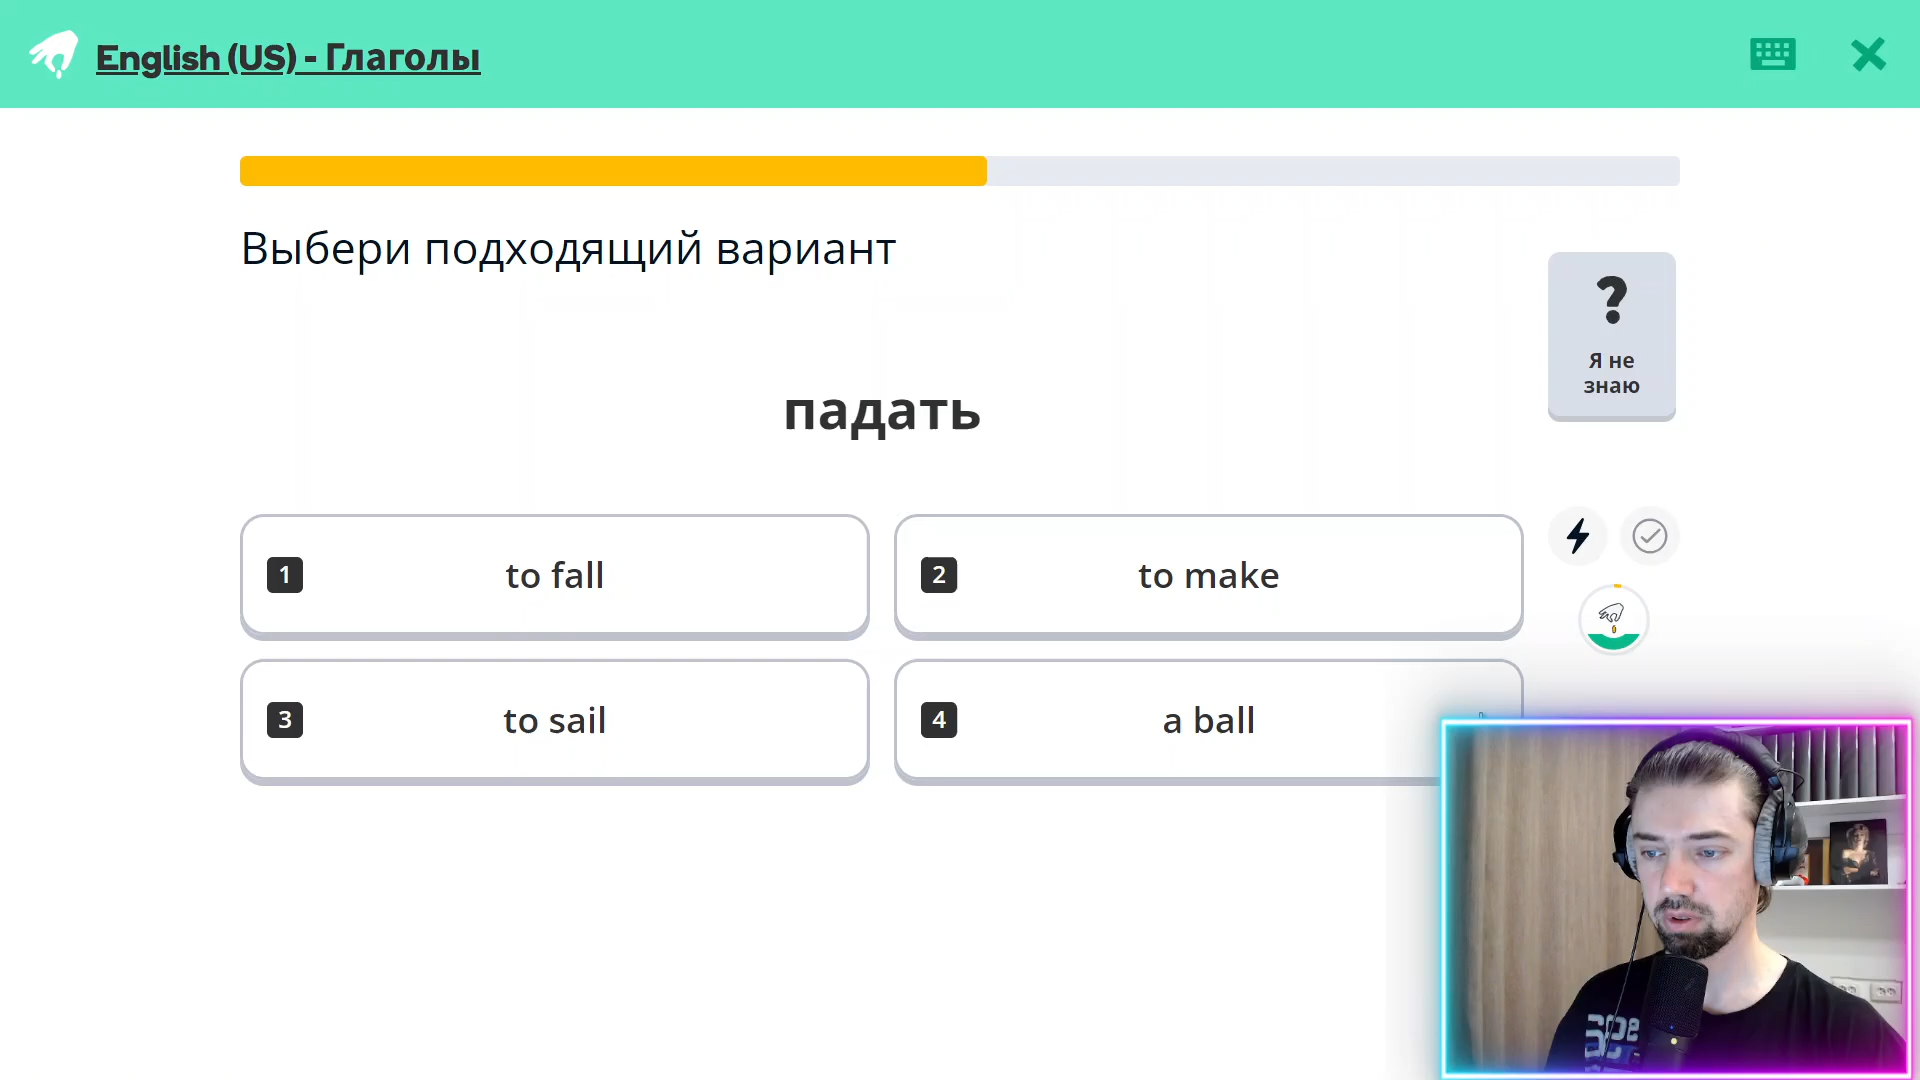 English (US) - Глаголы
Выбери подходящий вариант
?
Я не
знаю
падать
1 to fall
2 to make
3 to sail
4 a ball